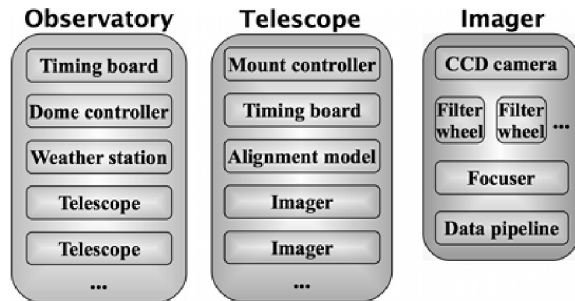 Observatory
Timing board
Dome controller
Weather station
Telescope
Telescope
...
Telescope
Mount controller
Timing board
Alignment model
Imager
Imager
...
Imager
CCD camera
Filter wheel
Filter wheel
...
Focuser
Data pipeline